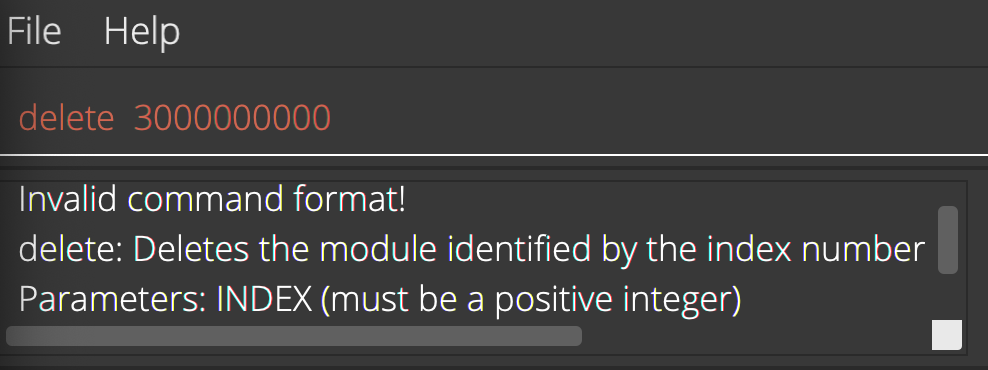 File Help
delete 3000000000
Invalid command format!
delete: Deletes the module identified by the index number
Parameters: INDEX (must be a positive integer)